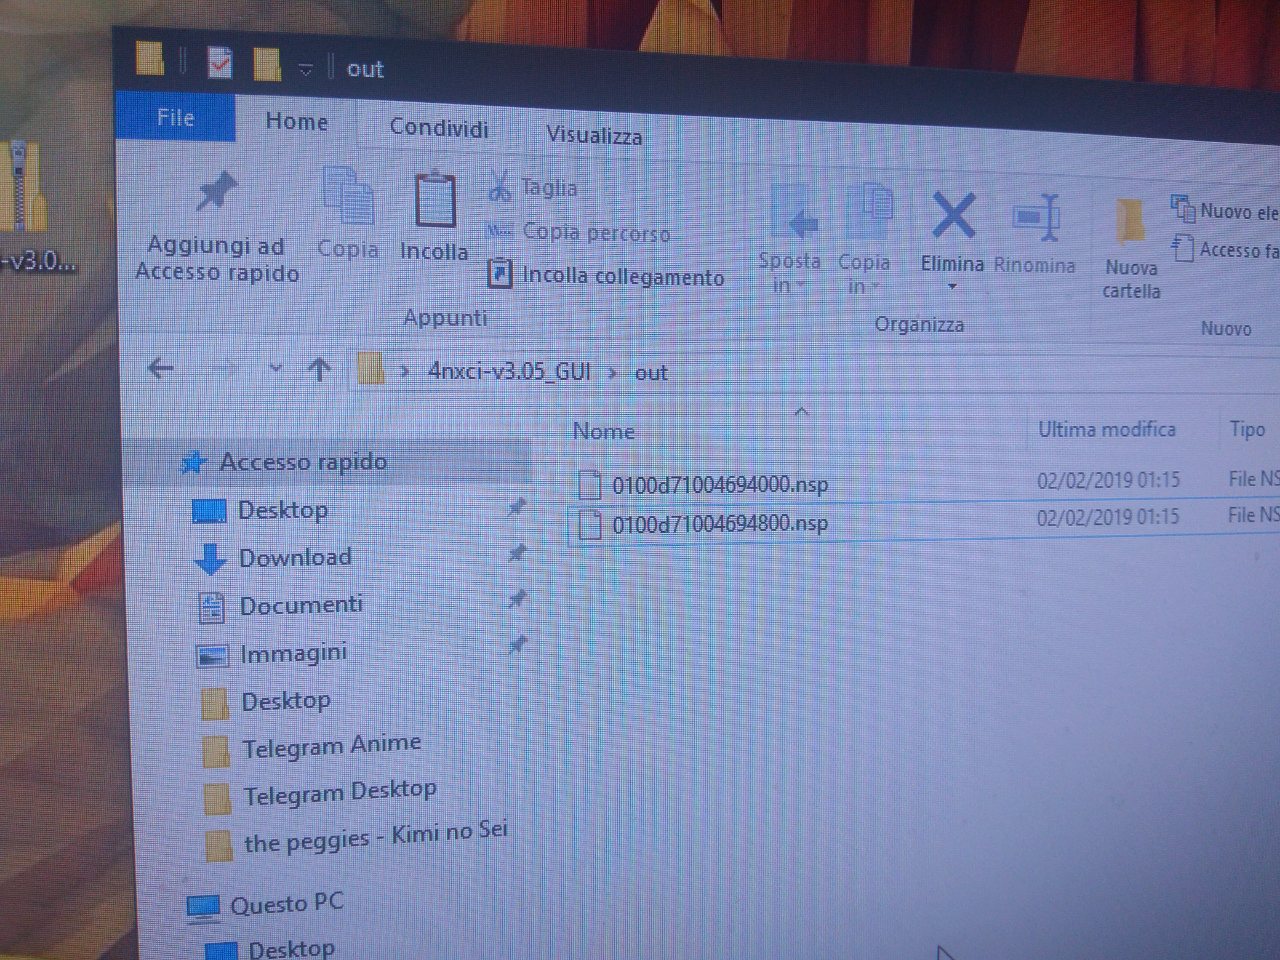 out
File Home Condividi Visualizza
-v3.0...
Aggiungi ad
Accesso rapido
Copia
Incolla
Taglia
Copia percorso
Incolla collegamento
Appunti
Sposta
in
Copia
in
Elimina
Rinomina
Organizza
Nuova
cartella
Nuovo ele
Accesso fa
Nuovo
4nxci-v3.05_GUI > out
Nome Ultima modifica Tipo
0100d71004694000.nsp 02/02/2019 01:15 File NS
0100d71004694800.nsp 02/02/2019 01:15 File NS
Accesso rapido
Desktop
Download
Documenti
Immagini
Desktop
Telegram Anime
Telegram Desktop
the peggies - Kimi no Sei
Questo PC
Desktop